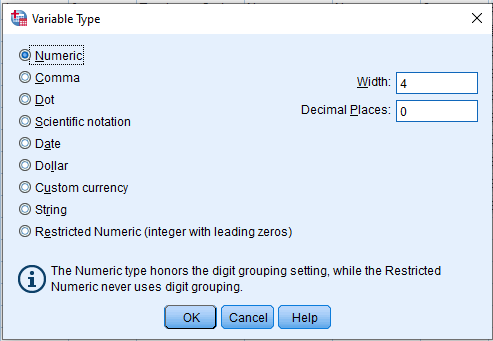 Variable Type
Numeric
Comma
Dot
Scientific notation
Date
Dollar
Custom currency
String
Restricted Numeric (integer with leading zeros)
Width: 4
Decimal Places: 0
The Numeric type honors the digit grouping setting, while the Restricted
Numeric never uses digit grouping.
OK Cancel Help